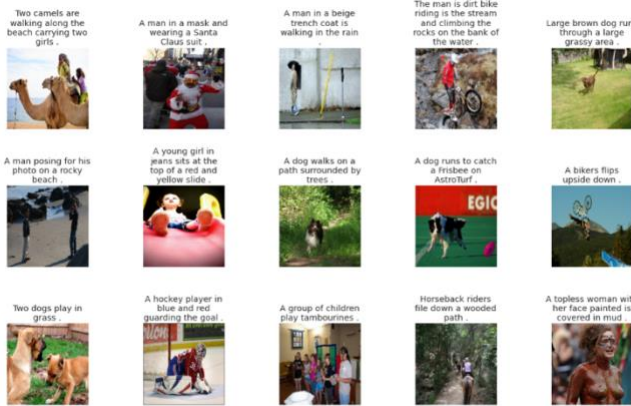 Two camels are
walking along the
beach carrying two
girls .
A man in a mask and
wearing a Santa
Claus suit .
A man in a beige
trench coat is
walking in the rain
.
The man is dirt bike
riding is the stream
and climbing the
rocks on the bank of
the water .
Large brown dog run
through a large
grassy area .
A man posing for his
photo on a rocky
beach .
A young girl in
jeans sits at the
top of a red and
yellow slide .
A dog walks on a
path surrounded by
trees .
A dog runs to catch
a Frisbee on
AstroTurf .
EGIC
A bikers flips
upside down .
Two dogs play in
grass .
A hockey player in
blue and red
guarding the goal .
A group of children
play tambourines .
Horseback riders
file down a wooded
path .
A topless woman wit
her face painted is
covered in mud .